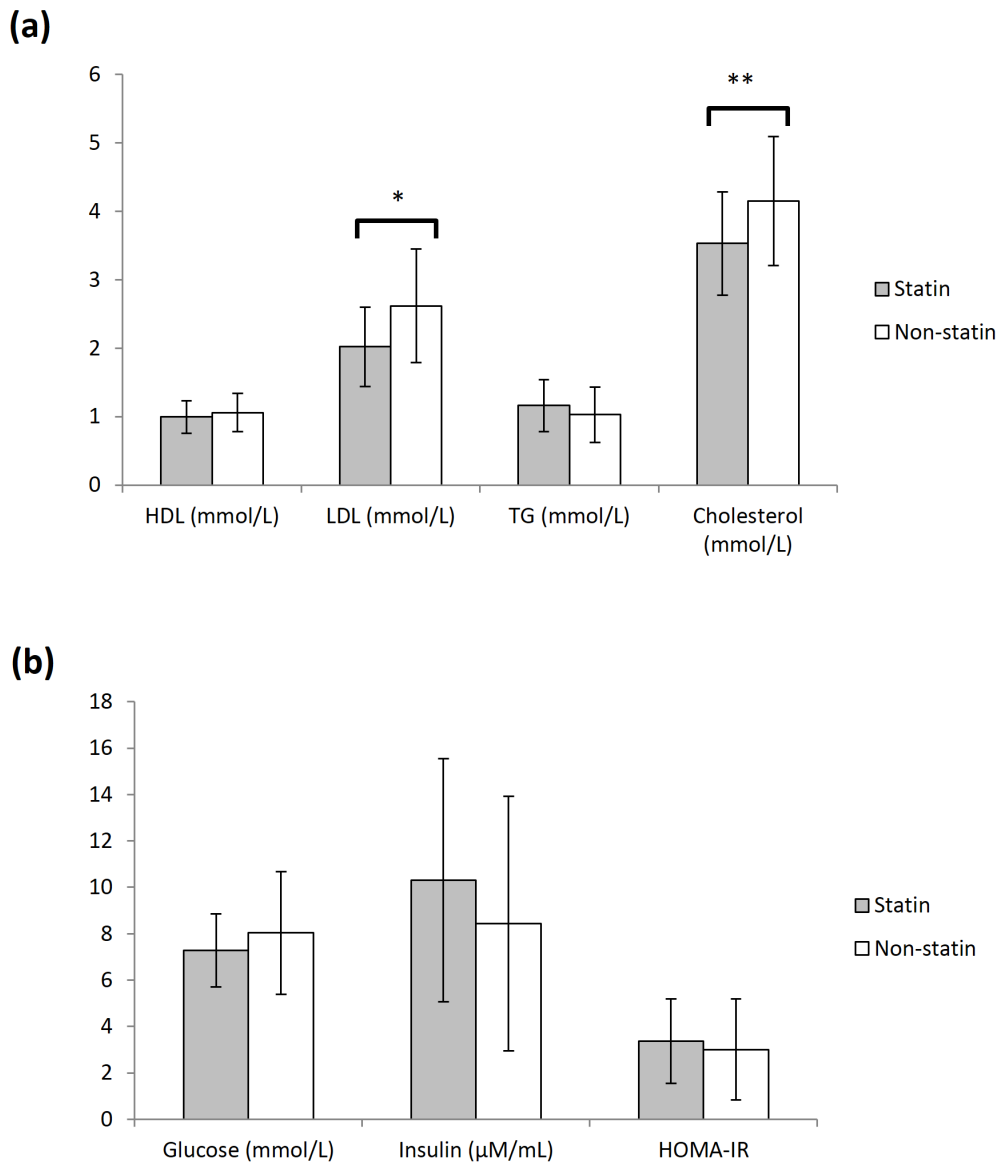 (a)
6
5
4
3
2
1
0
*
**
HDL (mmol/L)
LDL (mmol/L)
TG (mmol/L)
Cholesterol
(mmol/L)
Statin
Non-statin
(b)
18
16
14
12
10
8
6
4
2
0
Glucose (mmol/L)
Insulin (µM/mL)
HOMA-IR
Statin
Non-statin